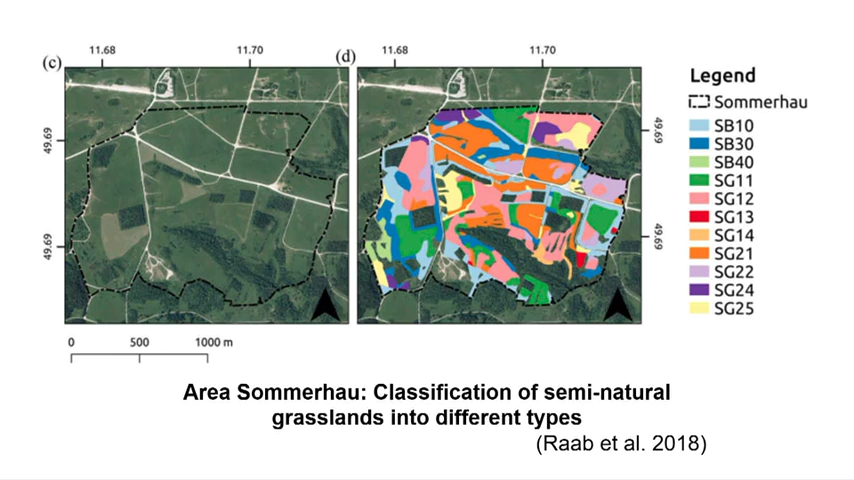 11.68
11.70
11.68
11.70
(c)
(d)
49.69
49.69
49.69
49.69
Legend
Sommerhau
SB10
SB30
SB40
SG11
SG12
SG13
SG14
SG21
SG22
SG24
SG25
0
500
1000 m
Area Sommerhau: Classification of semi-natural
grasslands into different types
(Raab et al. 2018)